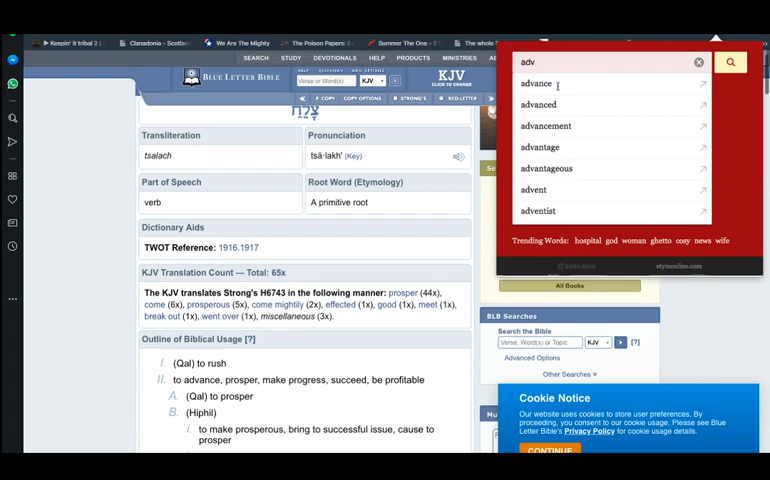 Keepin' it tribal 2
Clanadonia - Scotlan
We Are The Mighty
The Poison Papers: E
Summer The One - B
The whole S
SEARCH STUDY DEVOTIONALS HELP PRODUCTS MINISTRIES
BLUE LETTER BIBLE
Verse or Word(s)
KJV
KJV
CLICK TO CHANGE
COPY COPY OPTIONS STRONG'S RED-LETTER
צָלַח
Transliteration
tsalach
Pronunciation
tsä·lakh' (Key)
Part of Speech
verb
Root Word (Etymology)
A primitive root
Dictionary Aids
TWOT Reference: 1916,1917
KJV Translation Count — Total: 65x
The KJV translates Strong's H6743 in the following manner: prosper (44x),
come (6x), prosperous (5x), come mightily (2x), effected (1x), good (1x), meet (1x),
break out (1x), went over (1x), miscellaneous (3x).
Outline of Biblical Usage [?]
I. (Qal) to rush
II. to advance, prosper, make progress, succeed, be profitable
A. (Qal) to prosper
B. (Hiphil)
i. to make prosperous, bring to successful issue, cause to
prosper
adv
advance
advanced
advancement
advantage
advantageous
advent
adventist
Trending Words: hospital god woman ghetto cosy news wife
© 2001-2019
etymonline.com
All Books
BLB Searches
Search the Bible
Verse, Word(s) or Topic
KJV
[?]
Advanced Options
Other Searches
Cookie Notice
Our website uses cookies to store user preferences. By
proceeding, you consent to our cookie usage. Please see Blue
Letter Bible's Privacy Policy for cookie usage details.
CONTINUE